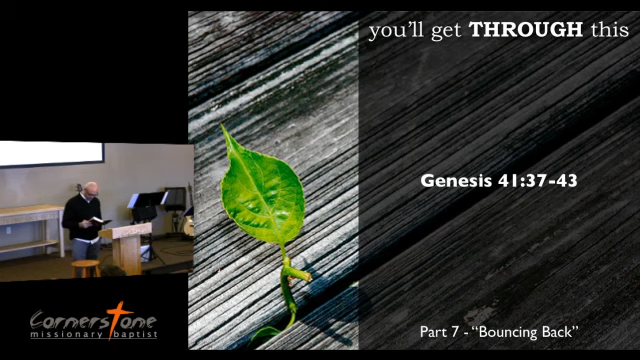 you'll get THROUGH this
Genesis 41:37-43
Part 7 - "Bouncing Back"
Cornerstone
missionary baptist